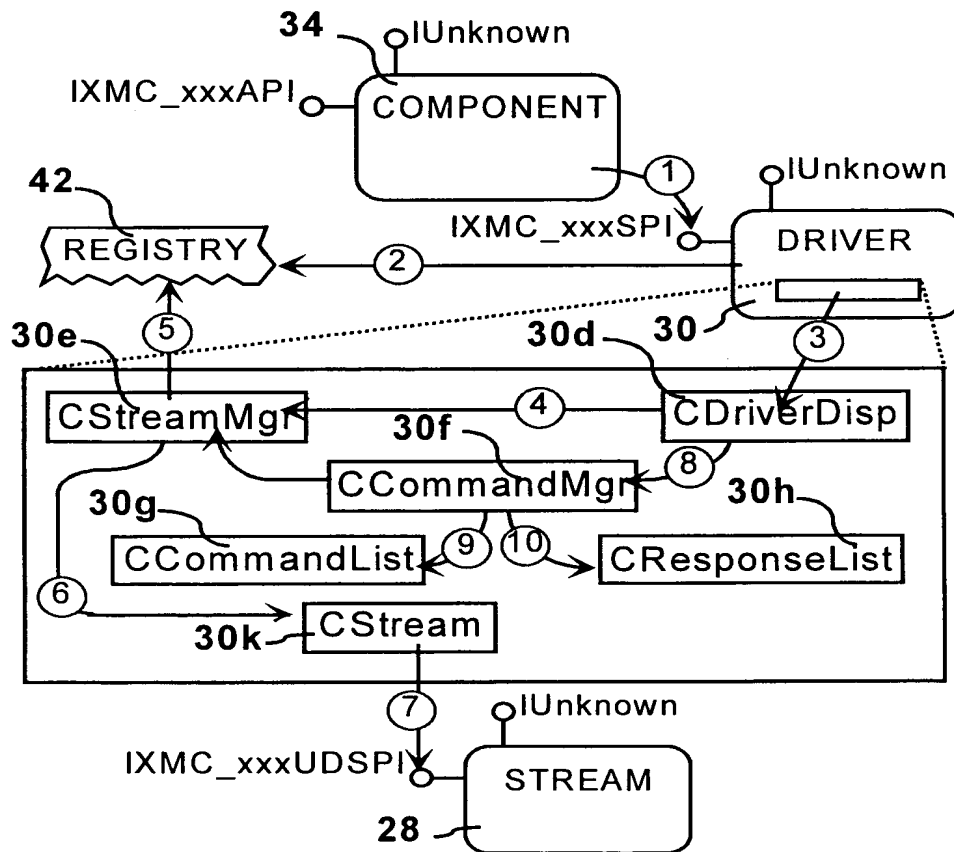 34
IUnknown
IXMC_xxxAPI
COMPONENT
1
42
IUnknown
IXMC_xxxSPI
REGISTRY
2
DRIVER
5
30
3
30e
30d
CStreamMgr
4
CDriverDisp
30f
8
CCommandMgr
30g
30h
9
10
CCommandList
CResponseList
6
CStream
30k
7
IUnknown
IXMC_xxxUDSPI
STREAM
28